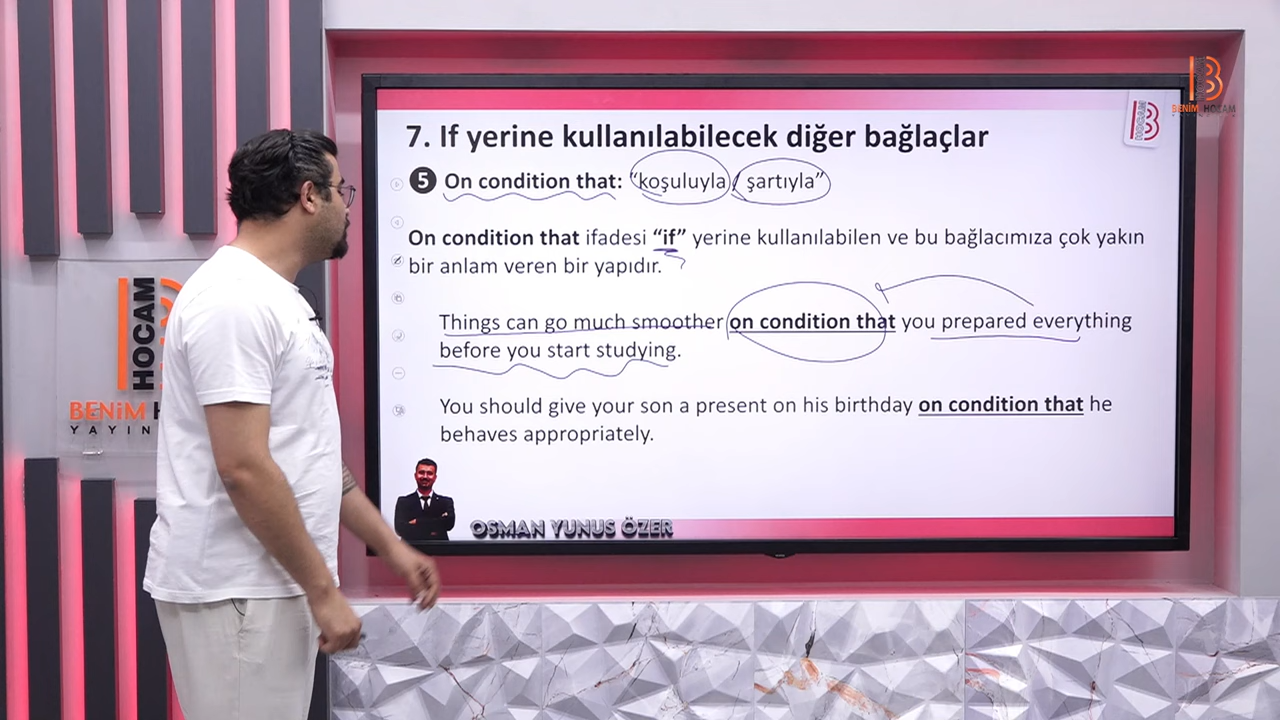 7. If yerine kullanılabilecek diğer bağlaçlar
5 On condition that: “koşuluyla / şartıyla”
On condition that ifadesi “if” yerine kullanılabilen ve bu bağlacımıza çok yakın
bir anlam veren bir yapıdır.
Things can go much smoother on condition that you prepared everything
before you start studying.
You should give your son a present on his birthday on condition that he
behaves appropriately.
OSMAN YUNUS ÖZER
BENİM HOCAM
HOCAM
BENİM H
YAYIN